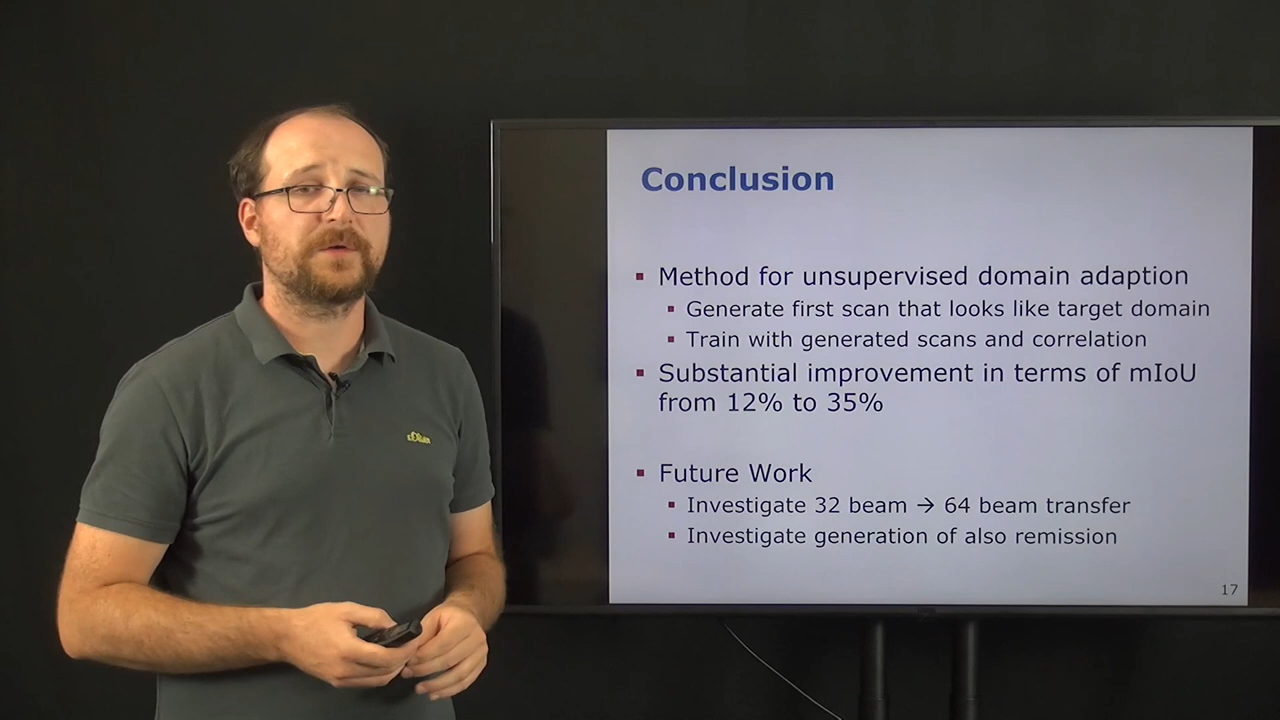 Conclusion
▪ Method for unsupervised domain adaption
▪ Generate first scan that looks like target domain
▪ Train with generated scans and correlation
▪ Substantial improvement in terms of mIoU
from 12% to 35%
▪ Future Work
▪ Investigate 32 beam → 64 beam transfer
▪ Investigate generation of also remission
17
s.Oliver